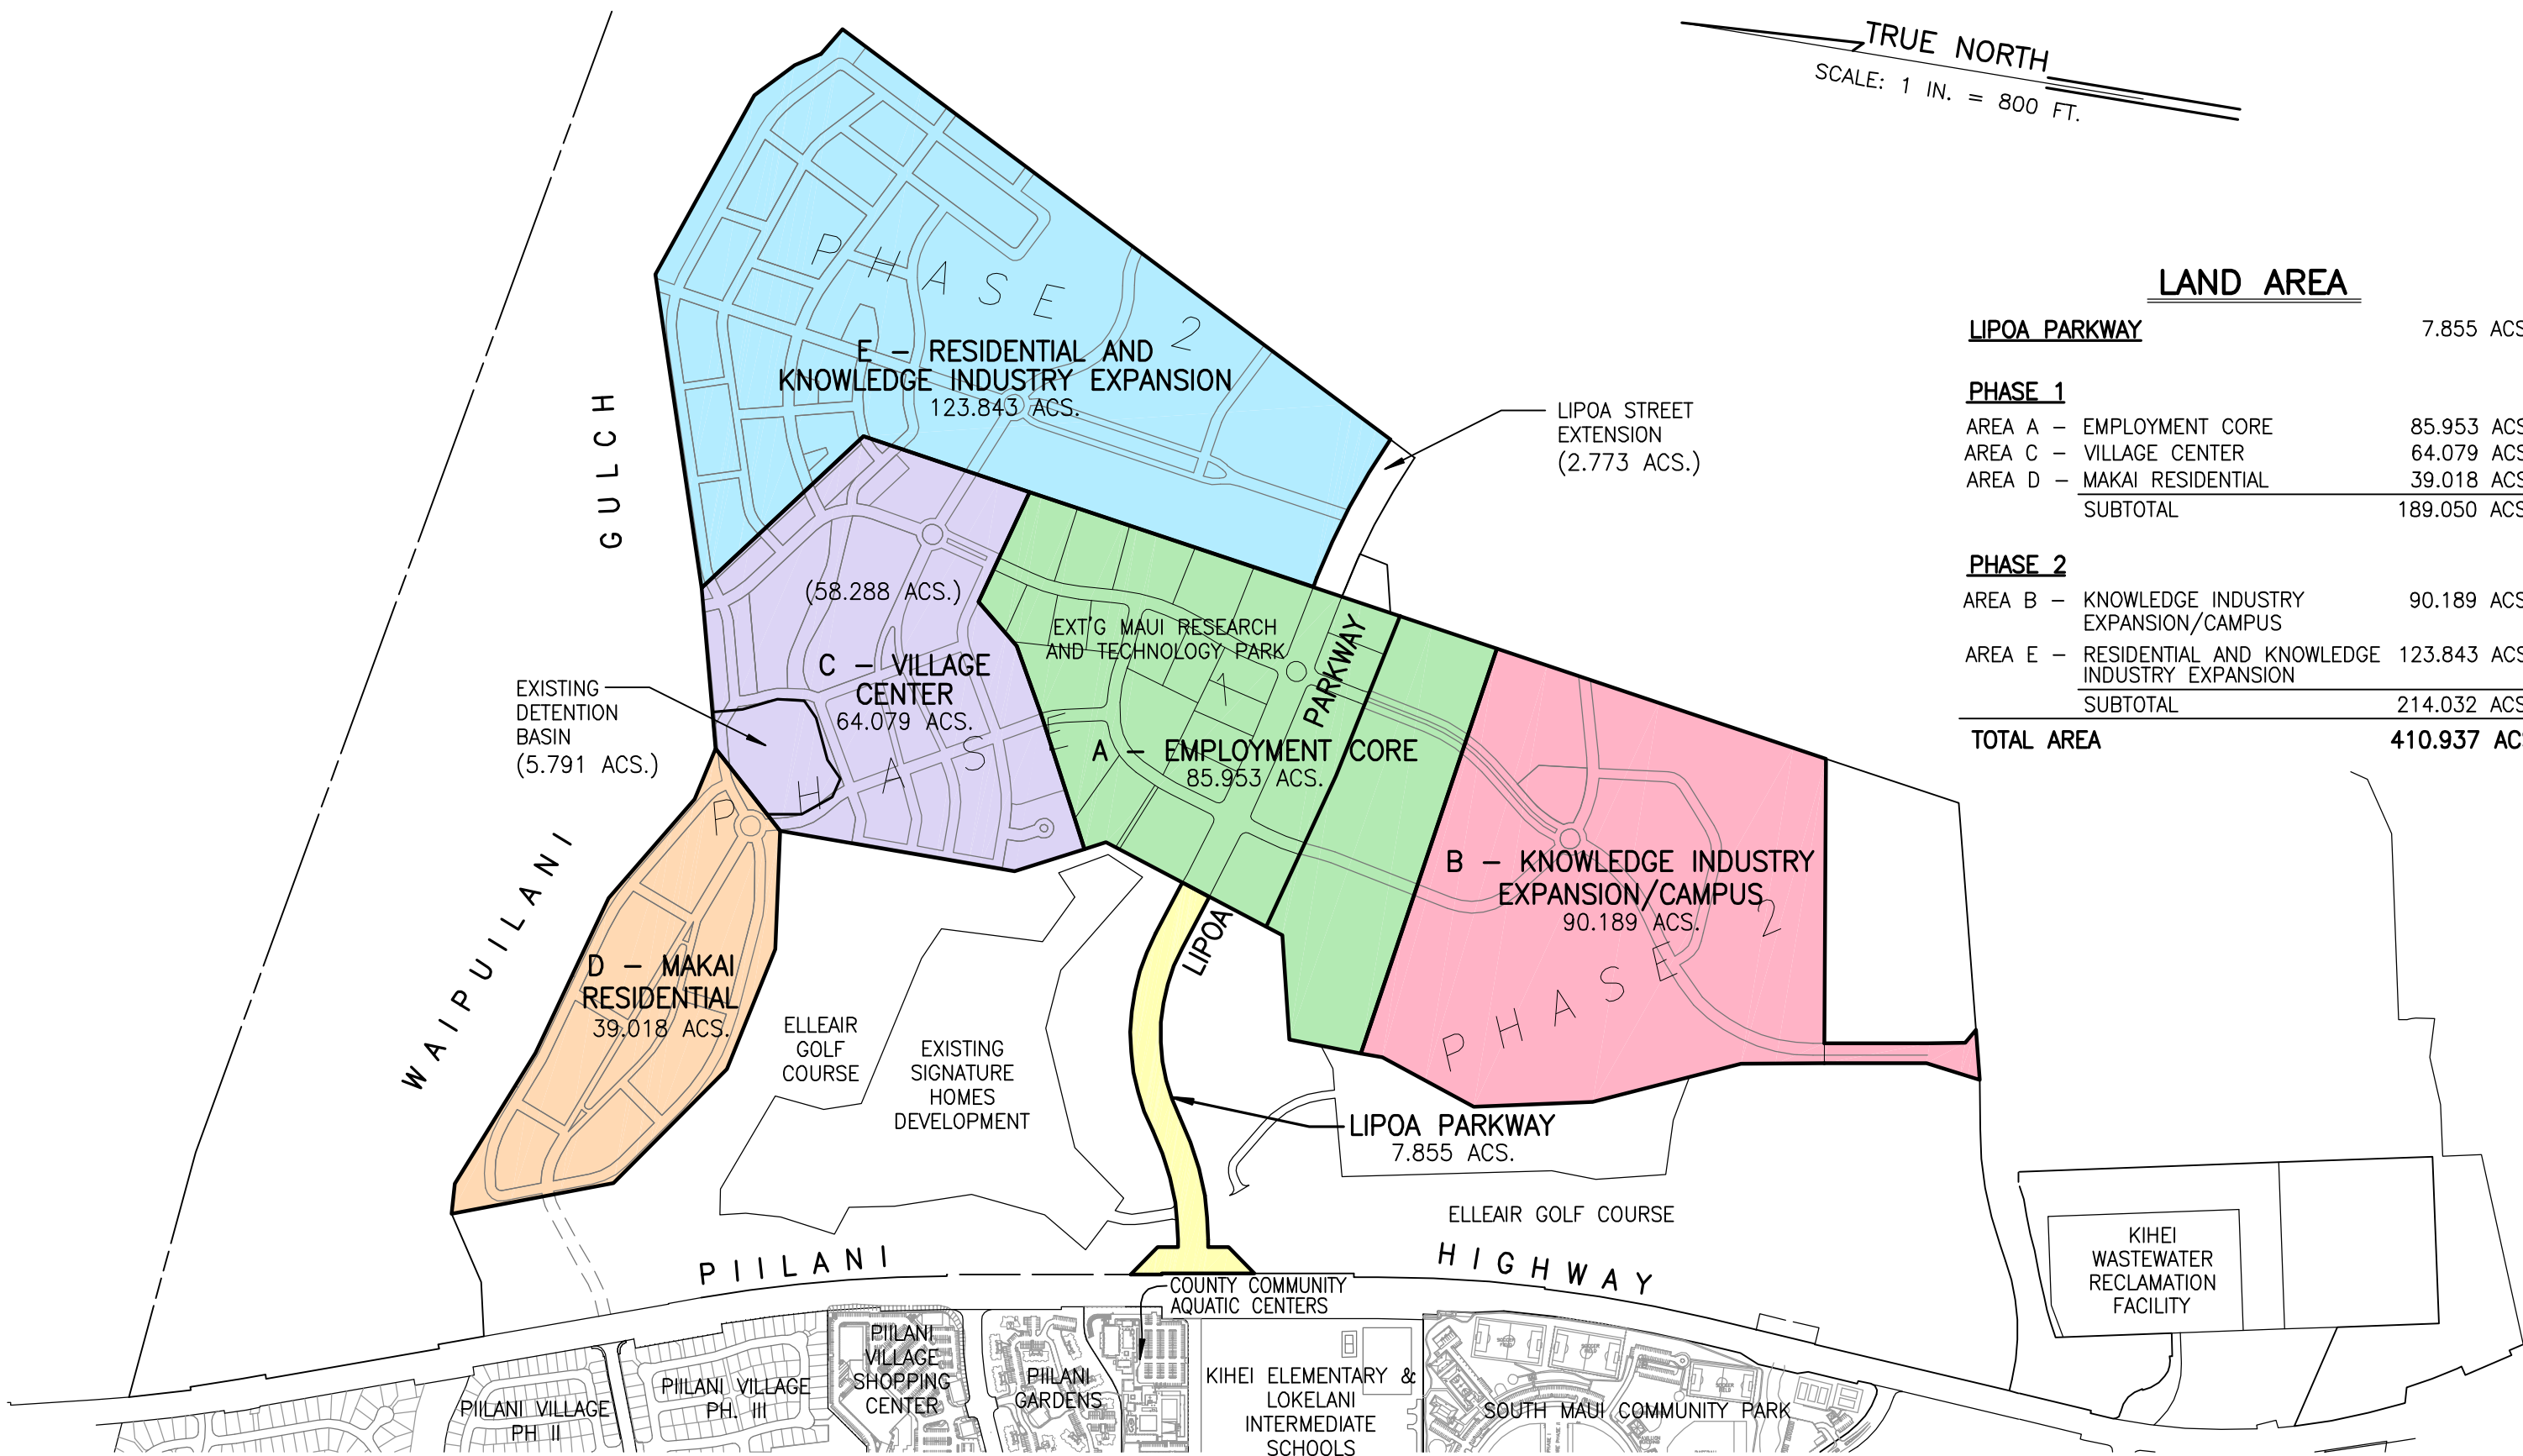 TRUE NORTH
SCALE: 1 IN. = 800 FT.
LAND AREA
LIPOA PARKWAY 7.855 ACS
PHASE 1
AREA A – EMPLOYMENT CORE 85.953 ACS
AREA C – VILLAGE CENTER 64.079 ACS
AREA D – MAKAI RESIDENTIAL 39.018 ACS
SUBTOTAL 189.050 ACS
PHASE 2
AREA B – KNOWLEDGE INDUSTRY 90.189 ACS
EXPANSION/CAMPUS
AREA E – RESIDENTIAL AND KNOWLEDGE 123.843 ACS
INDUSTRY EXPANSION
SUBTOTAL 214.032 ACS
TOTAL AREA 410.937 ACS
PHASE 2
E – RESIDENTIAL AND
KNOWLEDGE INDUSTRY EXPANSION
123.843 ACS.
LIPOA STREET
EXTENSION
(2.773 ACS.)
WAIPUILANI GULCH
(58.288 ACS.)
C – VILLAGE
CENTER
64.079 ACS.
EXISTING
DETENTION
BASIN
(5.791 ACS.)
EXT'G MAUI RESEARCH
AND TECHNOLOGY PARK
PHASE 1
A – EMPLOYMENT CORE
85.953 ACS.
LIPOA PARKWAY
B – KNOWLEDGE INDUSTRY
EXPANSION/CAMPUS
90.189 ACS.
PHASE 2
D – MAKAI
RESIDENTIAL
39.018 ACS.
ELLEAIR
GOLF
COURSE
EXISTING
SIGNATURE
HOMES
DEVELOPMENT
LIPOA PARKWAY
7.855 ACS.
ELLEAIR GOLF COURSE
PIILANI HIGHWAY
KIHEI
WASTEWATER
RECLAMATION
FACILITY
COUNTY COMMUNITY
AQUATIC CENTERS
PIILANI VILLAGE
PH II
PIILANI VILLAGE
PH. III
PIILANI
VILLAGE
SHOPPING
CENTER
PIILANI
GARDENS
KIHEI ELEMENTARY &
LOKELANI
INTERMEDIATE
SCHOOLS
SOUTH MAUI COMMUNITY PARK